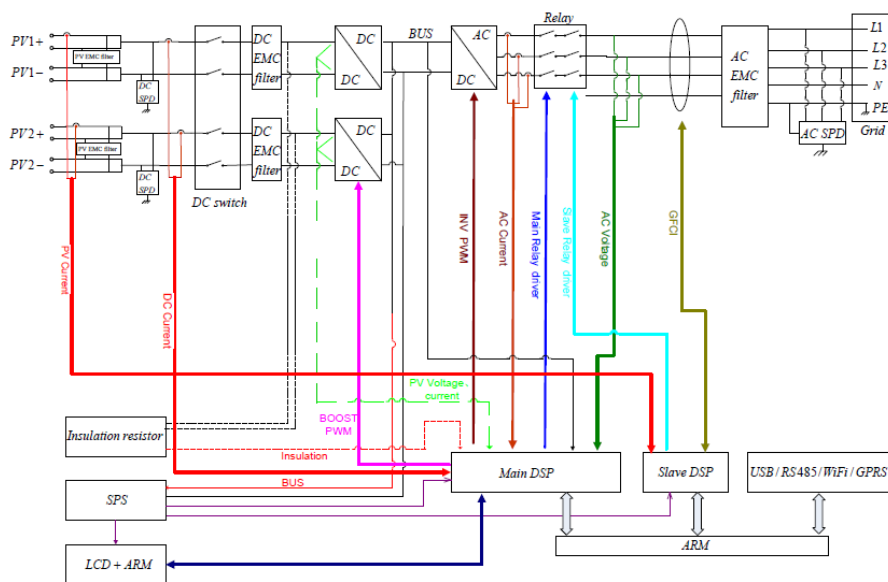 BUS
Relay
PV1+
PV EMC filter
PV1-
DC
SPD
DC
EMC
filter
DC
DC
AC
DC
AC
EMC
filter
L1
L2
L3
N
PE
Grid
AC SPD
PV2+
PV EMC filter
PV2-
DC
SPD
DC switch
DC
EMC
filter
DC
DC
PV Current
DC Current
INV PWM
AC Current
Main Relay driver
Slave Relay driver
AC Voltage
GFCI
PV Voltage、
current
BOOST
PWM
Insulation resistor
Insulation
BUS
SPS
LCD + ARM
Main DSP
Slave DSP
USB / RS485 / WiFi / GPRS
ARM